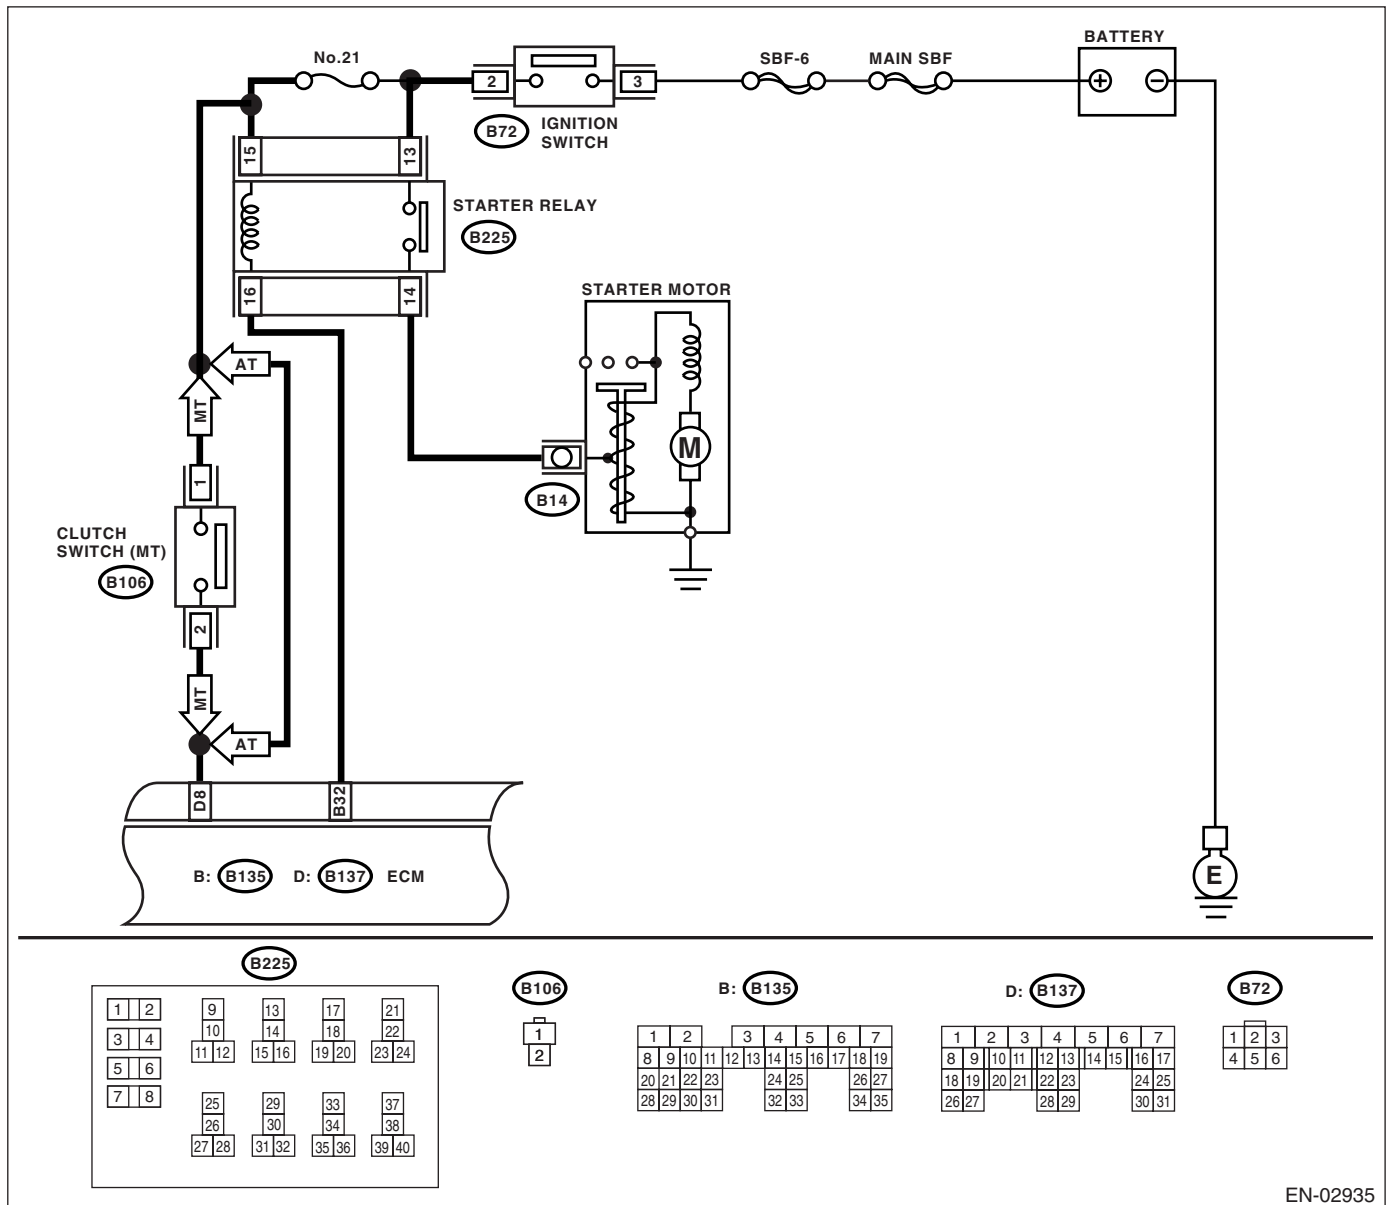 BATTERY
No.21
SBF-6
MAIN SBF
2
3
+
−
B72
IGNITION
SWITCH
15
13
STARTER RELAY
B225
16
14
STARTER MOTOR
AT
MT
M
1
B14
CLUTCH
SWITCH (MT)
B106
2
MT
AT
D8
B32
B: B135 D: B137 ECM
E
B225
B106
B: B135
D: B137
B72
1 2
3 4
5 6
7 8
9
10
11 12
13
14
15 16
17
18
19 20
21
22
23 24
25
26
27 28
29
30
31 32
33
34
35 36
37
38
39 40
1
2
1 2 3 4 5 6 7
8 9 10 11 12 13 14 15 16 17 18 19
20 21 22 23 24 25 26 27
28 29 30 31 32 33 34 35
1 2 3 4 5 6 7
8 9 10 11 12 13 14 15 16 17
18 19 20 21 22 23 24 25
26 27 28 29 30 31
1 2 3
4 5 6
EN-02935